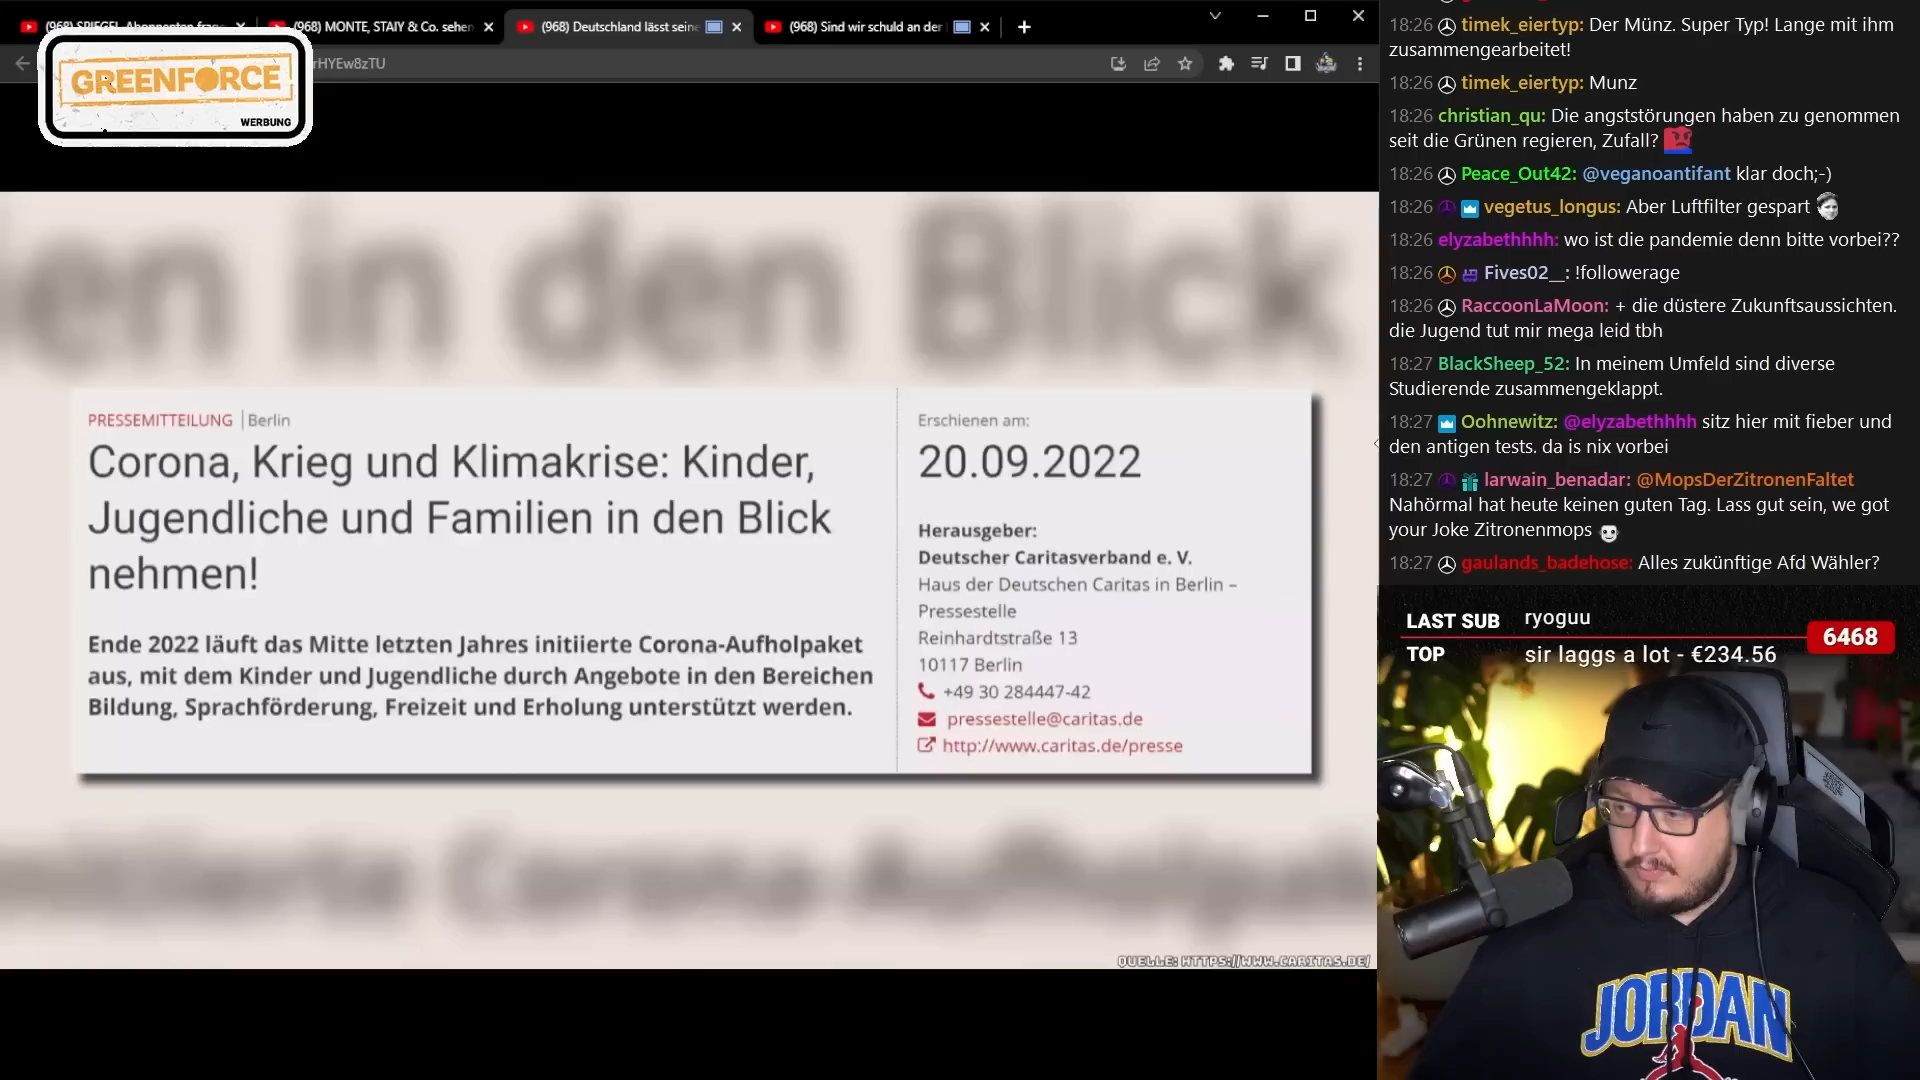 (968) SPIEGEL-Abonnenten frag
(968) MONTE, STAIY & Co. sehen
(968) Deutschland lässt seine
(968) Sind wir schuld an der
rHYEw8zTU
GREENFORCE
WERBUNG
en in den Blick
PRESSEMITTEILUNG | Berlin
Corona, Krieg und Klimakrise: Kinder,
Jugendliche und Familien in den Blick
nehmen!
Ende 2022 läuft das Mitte letzten Jahres initiierte Corona-Aufholpaket
aus, mit dem Kinder und Jugendliche durch Angebote in den Bereichen
Bildung, Sprachförderung, Freizeit und Erholung unterstützt werden.
Erschienen am:
20.09.2022
Herausgeber:
Deutscher Caritasverband e. V.
Haus der Deutschen Caritas in Berlin –
Pressestelle
Reinhardtstraße 13
10117 Berlin
+49 30 284447-42
pressestelle@caritas.de
http://www.caritas.de/presse
initiierte Corona-Aufholpak
QUELLE: HTTPS://WWW.CARITAS.DE/
18:26 timek_eiertyp: Der Münz. Super Typ! Lange mit ihm
zusammengearbeitet!
18:26 timek_eiertyp: Munz
18:26 christian_qu: Die angststörungen haben zu genommen
seit die Grünen regieren, Zufall?
18:26 Peace_Out42: @veganoantifant klar doch;-)
18:26 vegetus_longus: Aber Luftfilter gespart
18:26 elyzabethhhh: wo ist die pandemie denn bitte vorbei??
18:26 Fives02__: !followerage
18:26 RaccoonLaMoon: + die düstere Zukunftsaussichten.
die Jugend tut mir mega leid tbh
18:27 BlackSheep_52: In meinem Umfeld sind diverse
Studierende zusammengeklappt.
18:27 Oohnewitz: @elyzabethhhh sitz hier mit fieber und
den antigen tests. da is nix vorbei
18:27 larwain_benadar: @MopsDerZitronenFaltet
Nahörmal hat heute keinen guten Tag. Lass gut sein, we got
your Joke Zitronenmops
18:27 gaulands_badehose: Alles zukünftige Afd Wähler?
LAST SUB ryoguu
6468
TOP sir laggs a lot - €234.56
JORDAN